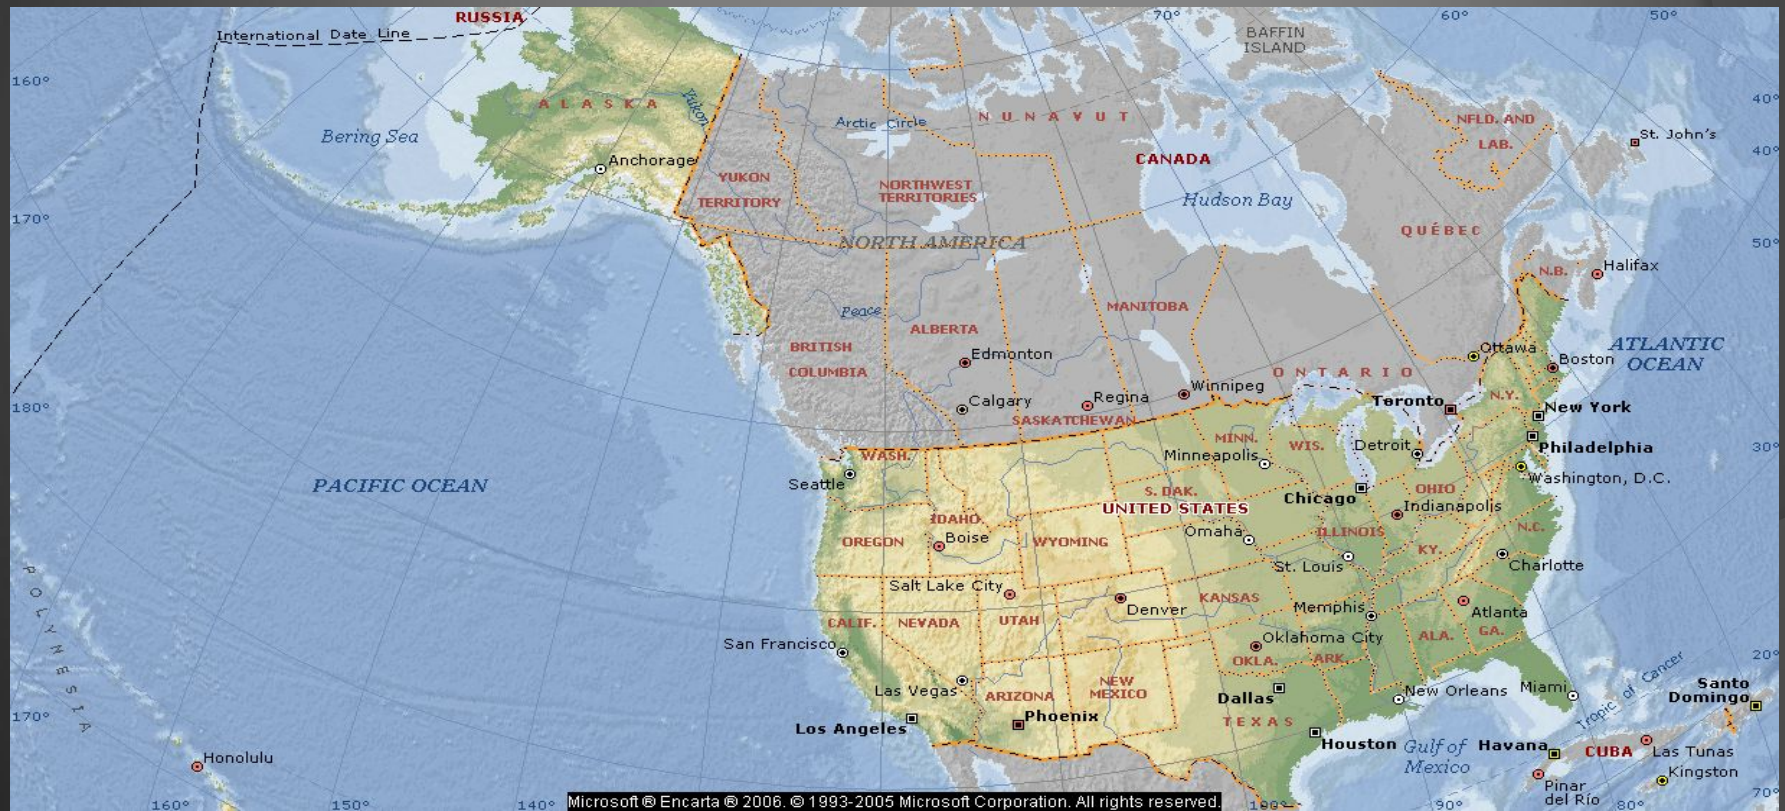 RUSSIA
70°
60°
50°
International Date Line
BAFFIN
ISLAND
160°
40°
ALASKA
Yukon
Arctic Circle
NUNAVUT
NFLD. AND
LAB.
St. John's
Bering Sea
Anchorage
CANADA
40°
YUKON
TERRITORY
NORTHWEST
TERRITORIES
Hudson Bay
170°
NORTH AMERICA
QUÉBEC
50°
N.B.
Halifax
Peace
MANITOBA
ALBERTA
BRITISH
COLUMBIA
Edmonton
Ottawa
ATLANTIC
OCEAN
Boston
ONTARIO
Calgary
Regina
Winnipeg
Toronto
N.Y.
New York
180°
SASKATCHEWAN
WASH.
MINN.
Minneapolis
WIS.
Detroit
Philadelphia
30°
Seattle
PACIFIC OCEAN
S. DAK.
UNITED STATES
Chicago
OHIO
Washington, D.C.
Indianapolis
IDAHO
Boise
OREGON
WYOMING
Omaha
ILLINOIS
N.C.
KY.
St. Louis
Charlotte
Salt Lake City
Denver
KANSAS
Memphis
Atlanta
POLYNESIA
CALIF.
NEVADA
UTAH
San Francisco
Oklahoma City
OKLA.
ARK.
ALA.
GA.
20°
Las Vegas
ARIZONA
NEW
MEXICO
Dallas
New Orleans
Miami
Tropic of Cancer
Santo
Domingo
170°
Los Angeles
Phoenix
TEXAS
Houston
Gulf of
Mexico
Havana
CUBA
Las Tunas
Honolulu
Kingston
Pinar
del Río
160°
150°
140°
Microsoft ® Encarta ® 2006. © 1993-2005 Microsoft Corporation. All rights reserved.
100°
90°
80°
70°